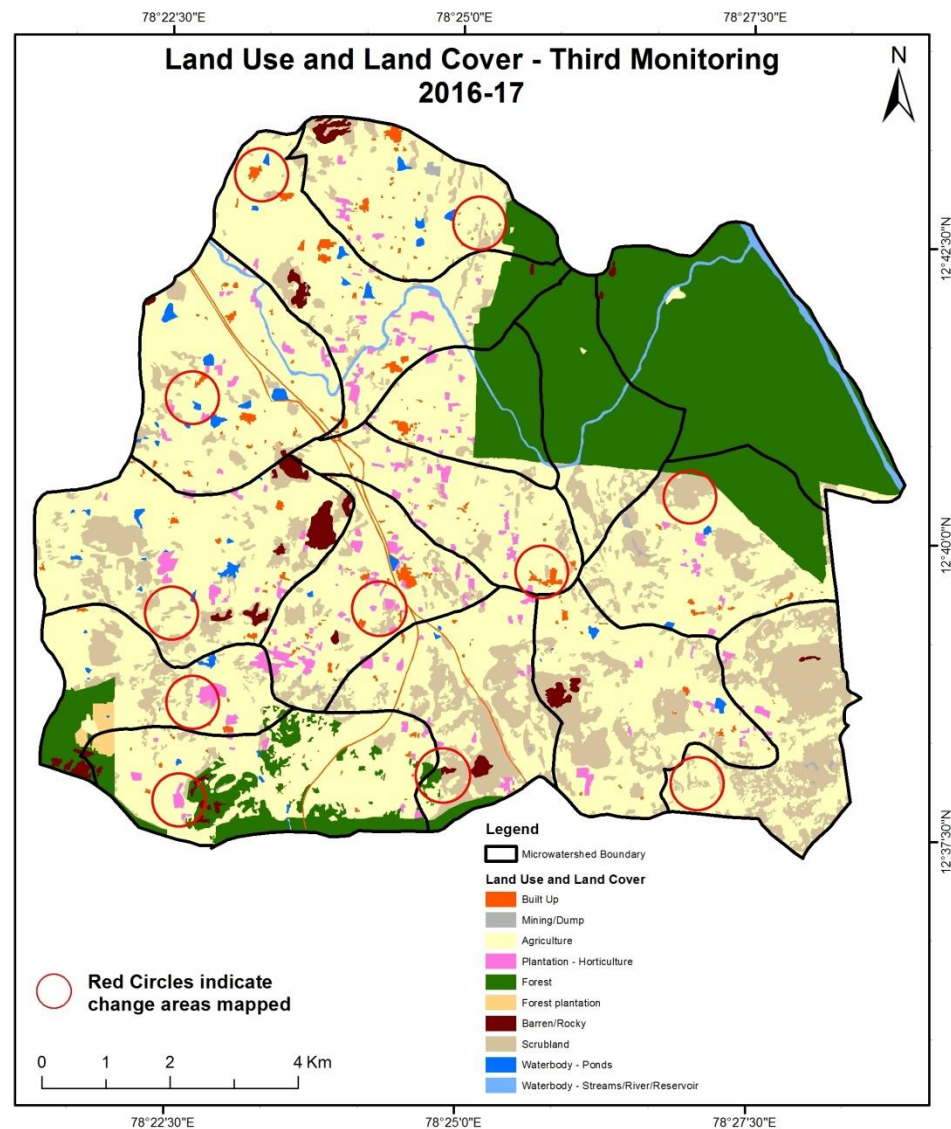 78°22'30"E 78°25'0"E 78°27'30"E
Land Use and Land Cover - Third Monitoring
2016-17
N
12°42'30"N
12°40'0"N
12°37'30"N
Legend
Microwatershed Boundary
Land Use and Land Cover
Built Up
Mining/Dump
Agriculture
Plantation - Horticulture
Forest
Forest plantation
Barren/Rocky
Scrubland
Waterbody - Ponds
Waterbody - Streams/River/Reservoir
Red Circles indicate
change areas mapped
0 1 2 4 Km
78°22'30"E 78°25'0"E 78°27'30"E